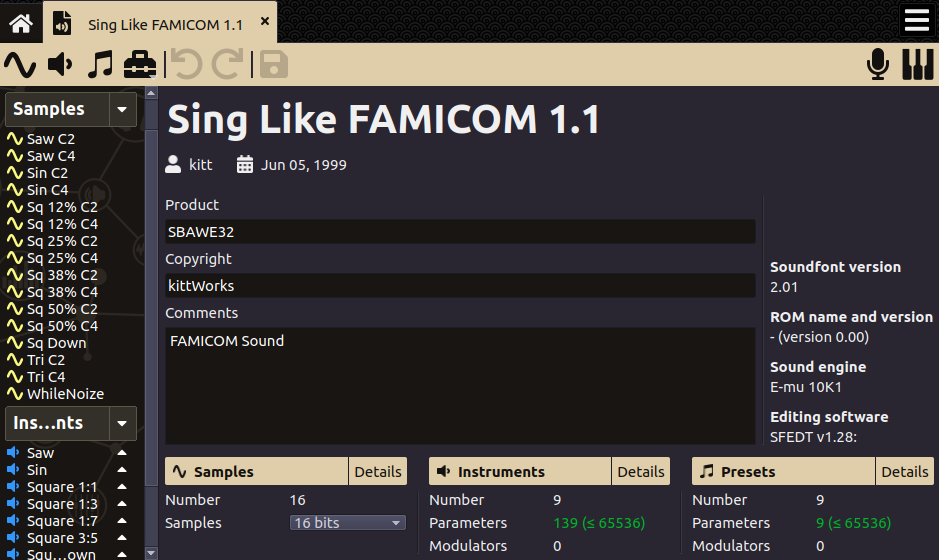 Sing Like FAMICOM 1.1 ×
Samples
Saw C2
Saw C4
Sin C2
Sin C4
Sq 12% C2
Sq 12% C4
Sq 25% C2
Sq 25% C4
Sq 38% C2
Sq 38% C4
Sq 50% C2
Sq 50% C4
Sq Down
Tri C2
Tri C4
WhileNoize
Ins...nts
Saw
Sin
Square 1:1
Square 1:3
Square 1:7
Square 3:5
Squ...own
Sing Like FAMICOM 1.1
kitt Jun 05, 1999
Product
SBAWE32
Copyright
kittWorks
Comments
FAMICOM Sound
Soundfont version
2.01
ROM name and version
- (version 0.00)
Sound engine
E-mu 10K1
Editing software
SFEDT v1.28:
Samples Details
Number 16
Samples 16 bits
Instruments Details
Number 9
Parameters 139 (≤ 65536)
Modulators 0
Presets Details
Number 9
Parameters 9 (≤ 65536)
Modulators 0